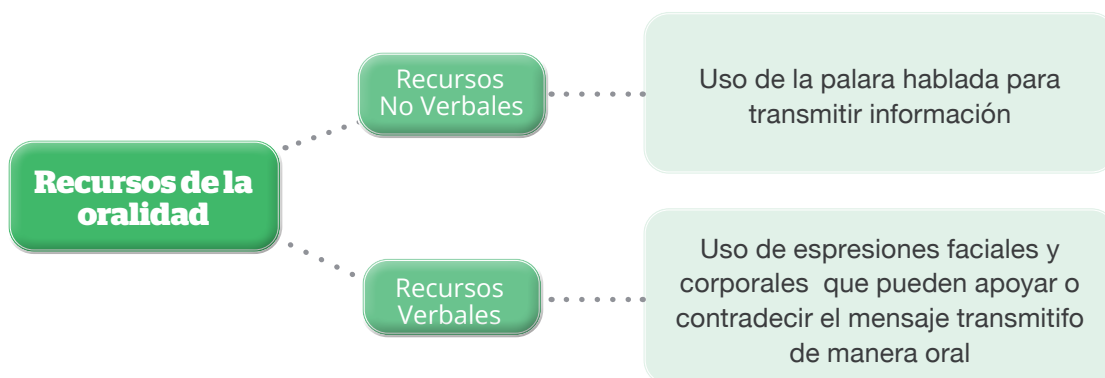 Recursos de la
oralidad
Recursos
No Verbales
Uso de la palara hablada para
transmitir información
Recursos
Verbales
Uso de espresiones faciales y
corporales que pueden apoyar o
contradecir el mensaje transmitifo
de manera oral